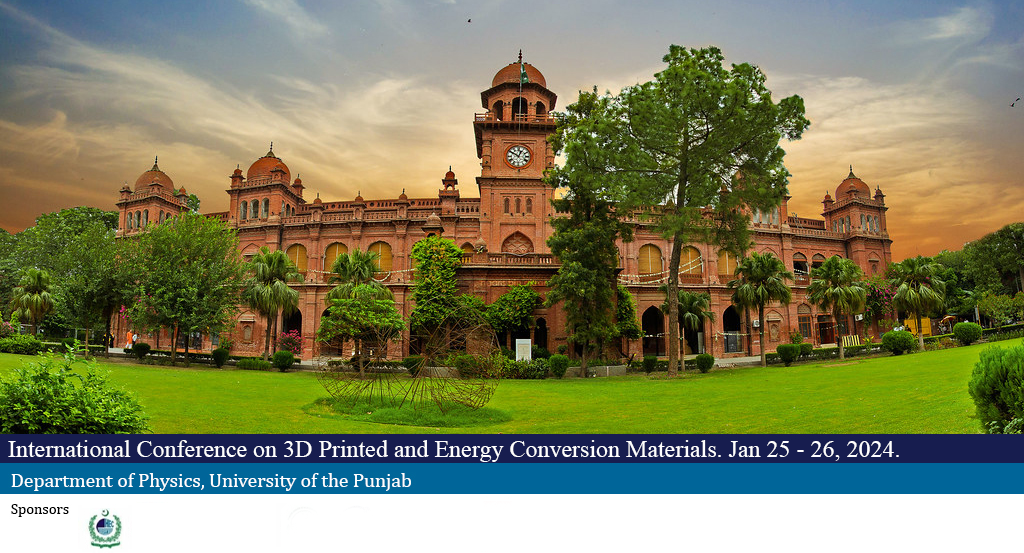 International Conference on 3D Printed and Energy Conversion Materials. Jan 25 - 26, 2024.
Department of Physics, University of the Punjab
Sponsors